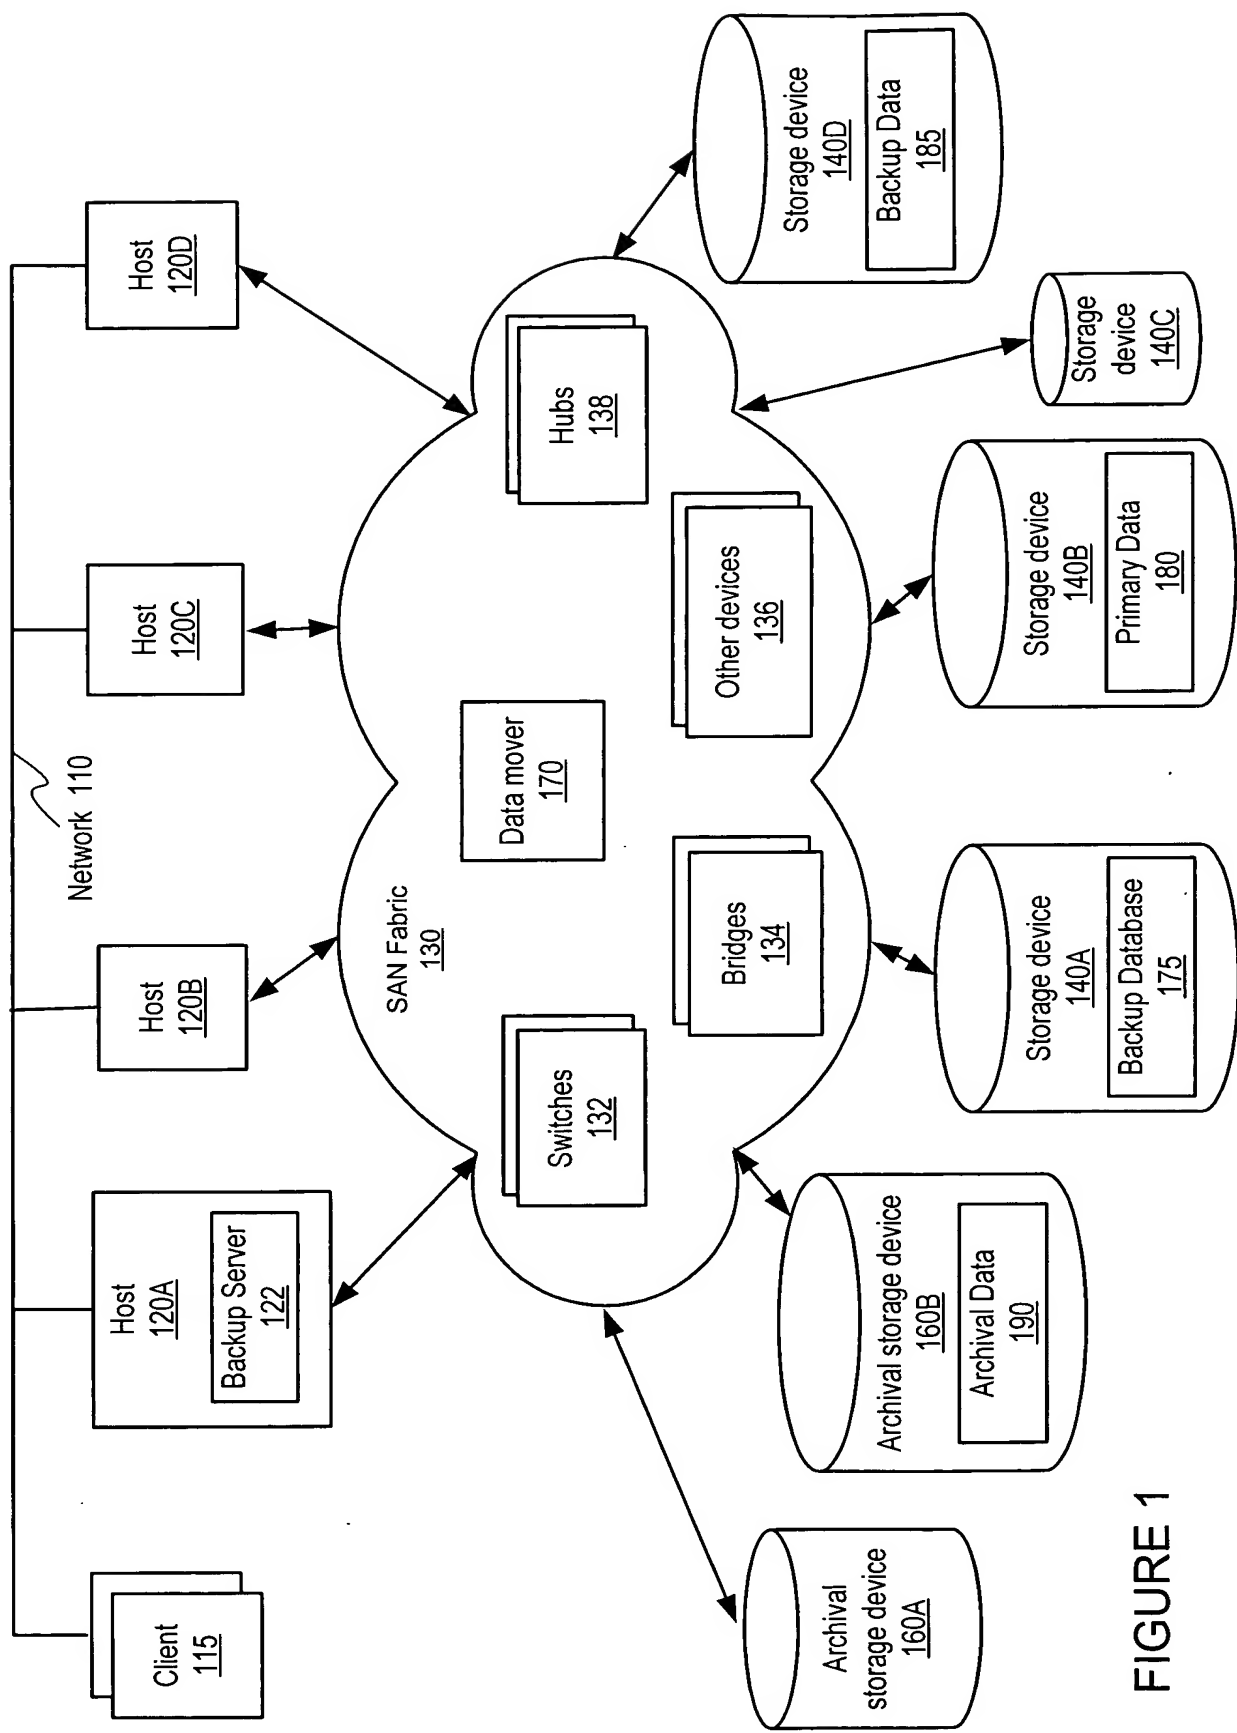 Network 110
Client
115
Host
120A
Backup Server
122
Host
120B
Host
120C
Host
120D
SAN Fabric
130
Switches
132
Bridges
134
Data mover
170
Other devices
136
Hubs
138
Archival
storage device
160A
Archival storage device
160B
Archival Data
190
Storage device
140A
Backup Database
175
Storage device
140B
Primary Data
180
Storage
device
140C
Storage device
140D
Backup Data
185
FIGURE 1